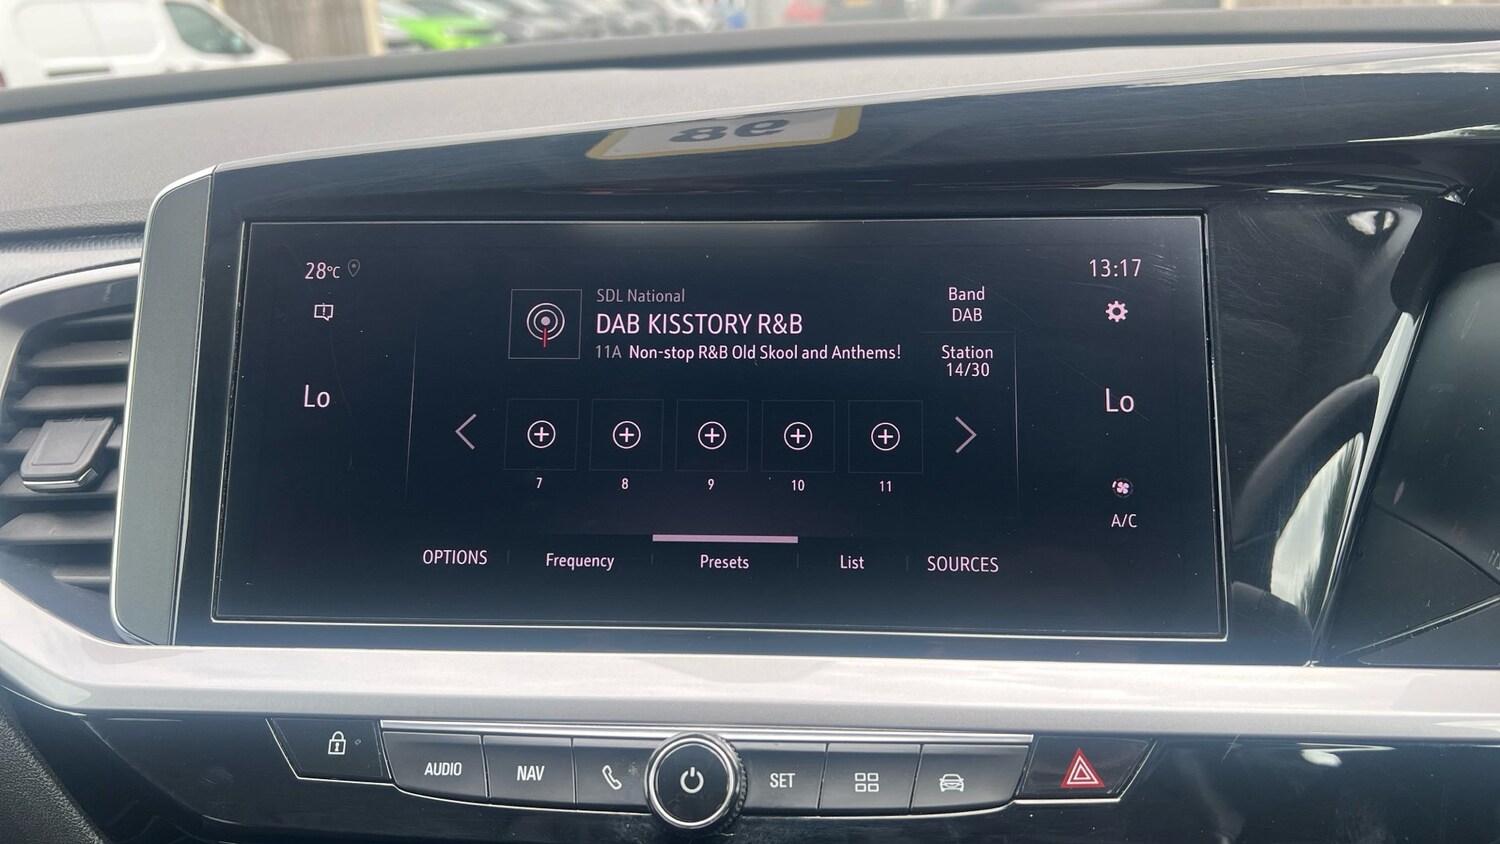 28°C
13:17
SDL National
DAB KISSTORY R&B
11A Non-stop R&B Old Skool and Anthems!
Band
DAB
Station
14/30
Lo
Lo
7 8 9 10 11
A/C
OPTIONS Frequency Presets List SOURCES
AUDIO NAV SET